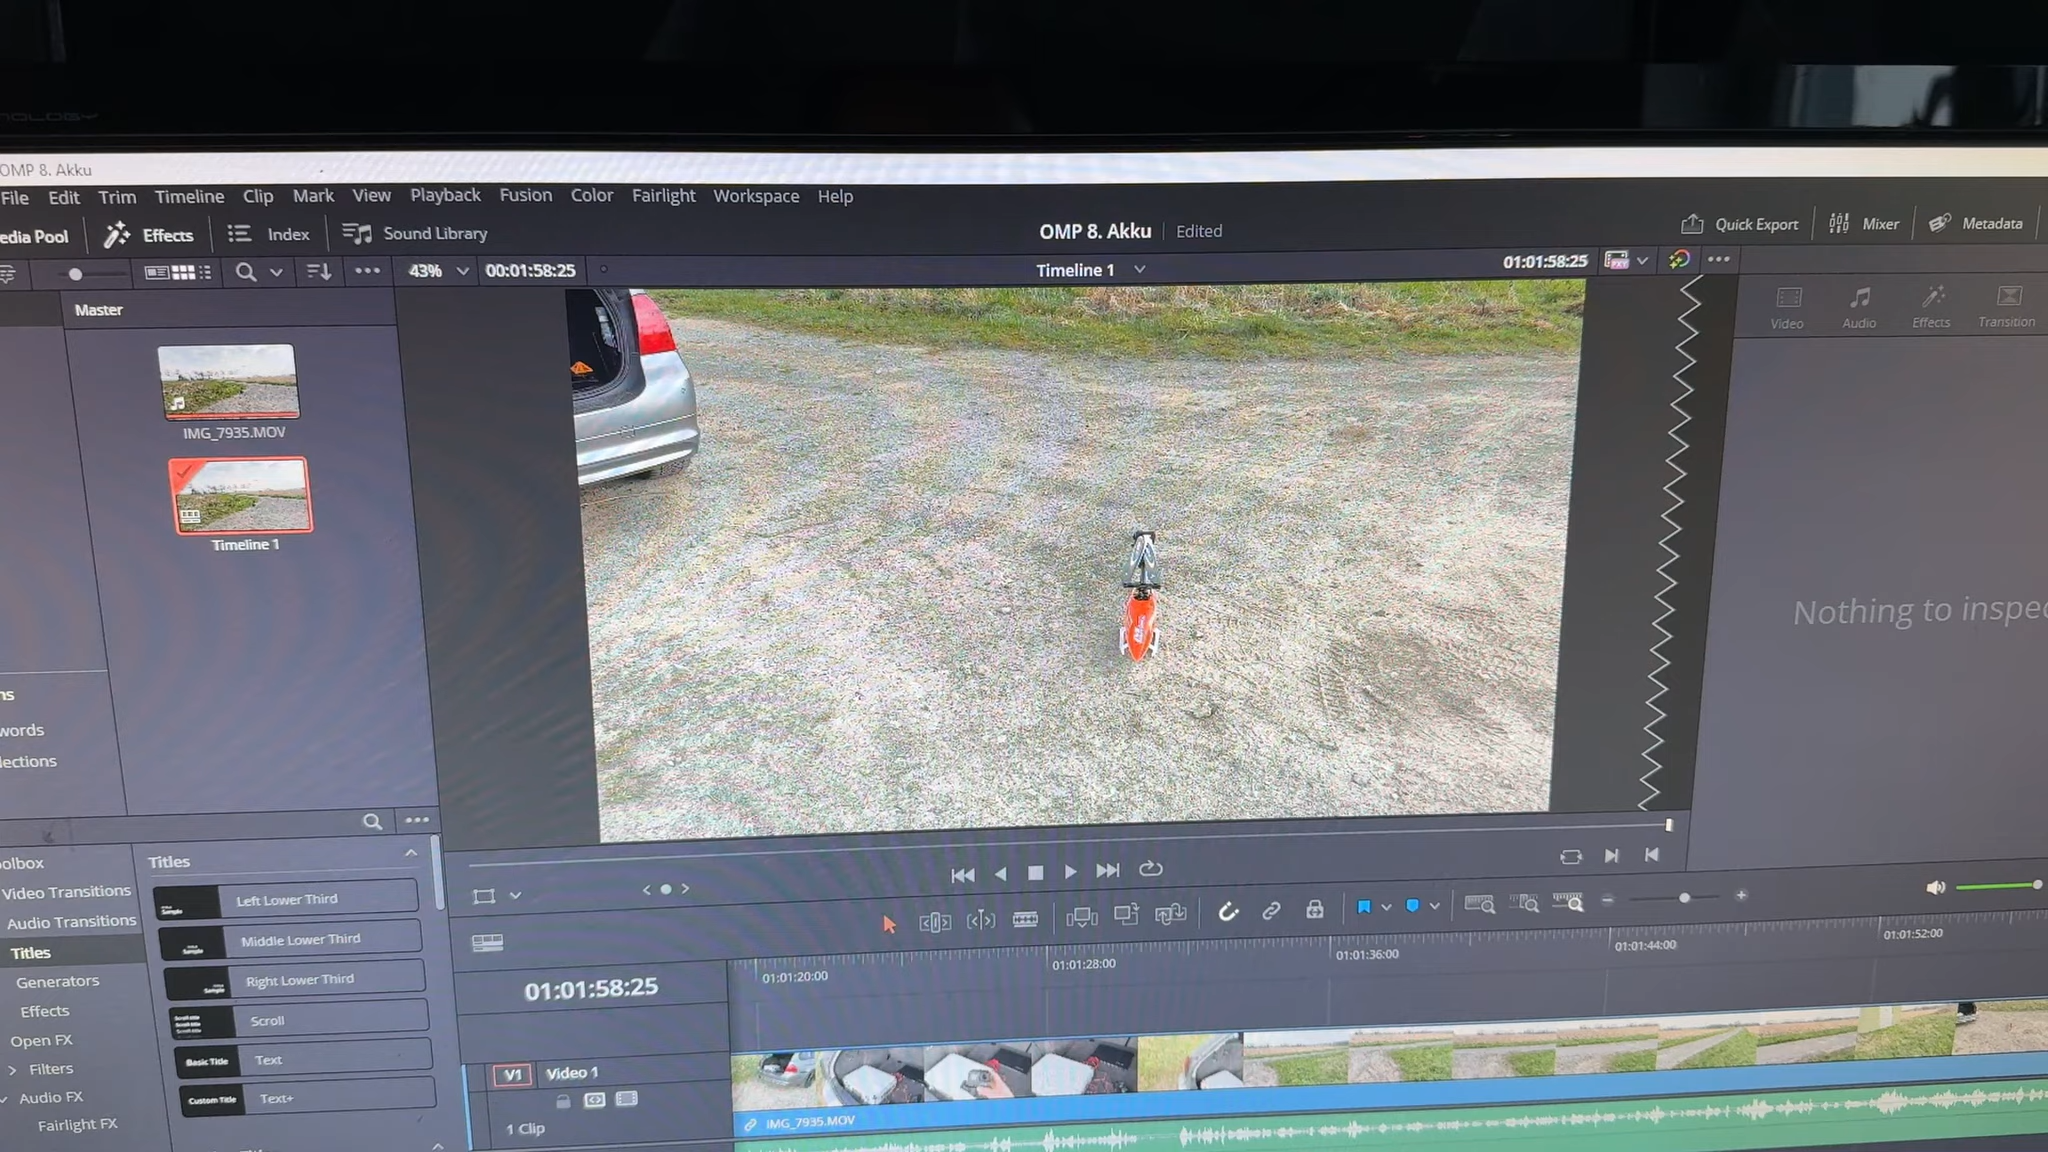 OMP 8. Akku
File Edit Trim Timeline Clip Mark View Playback Fusion Color Fairlight Workspace Help
edia Pool Effects Index Sound Library OMP 8. Akku Edited Quick Export Mixer Metadata
43% 00:01:58:25 Timeline 1 01:01:58:25
Master
Video Audio Effects Transition
IMG_7935.MOV
Timeline 1
Nothing to inspec
ns
words
lections
oolbox
Video Transitions
Audio Transitions
Titles
Generators
Effects
Open FX
Filters
Audio FX
Fairlight FX
Titles
Left Lower Third
Middle Lower Third
Right Lower Third
Scroll
Basic Title Text
Custom Title Text+
01:01:58:25
01:01:20:00 01:01:28:00 01:01:36:00 01:01:44:00 01:01:52:00
V1 Video 1
1 Clip
IMG_7935.MOV